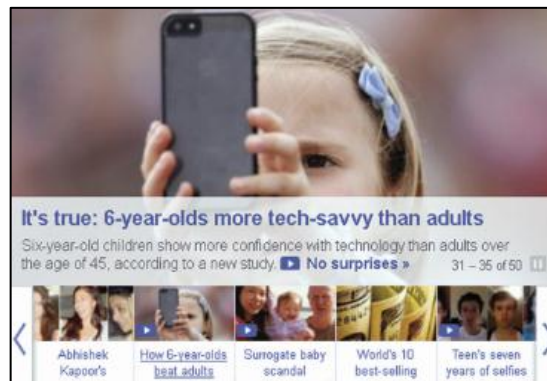 It's true: 6-year-olds more tech-savvy than adults
Six-year-old children show more confidence with technology than adults over
the age of 45, according to a new study. No surprises »
31 – 35 of 50
Abhishek Kapoor's
How 6-year-olds beat adults
Surrogate baby scandal
World's 10 best-selling
Teen's seven years of selfies